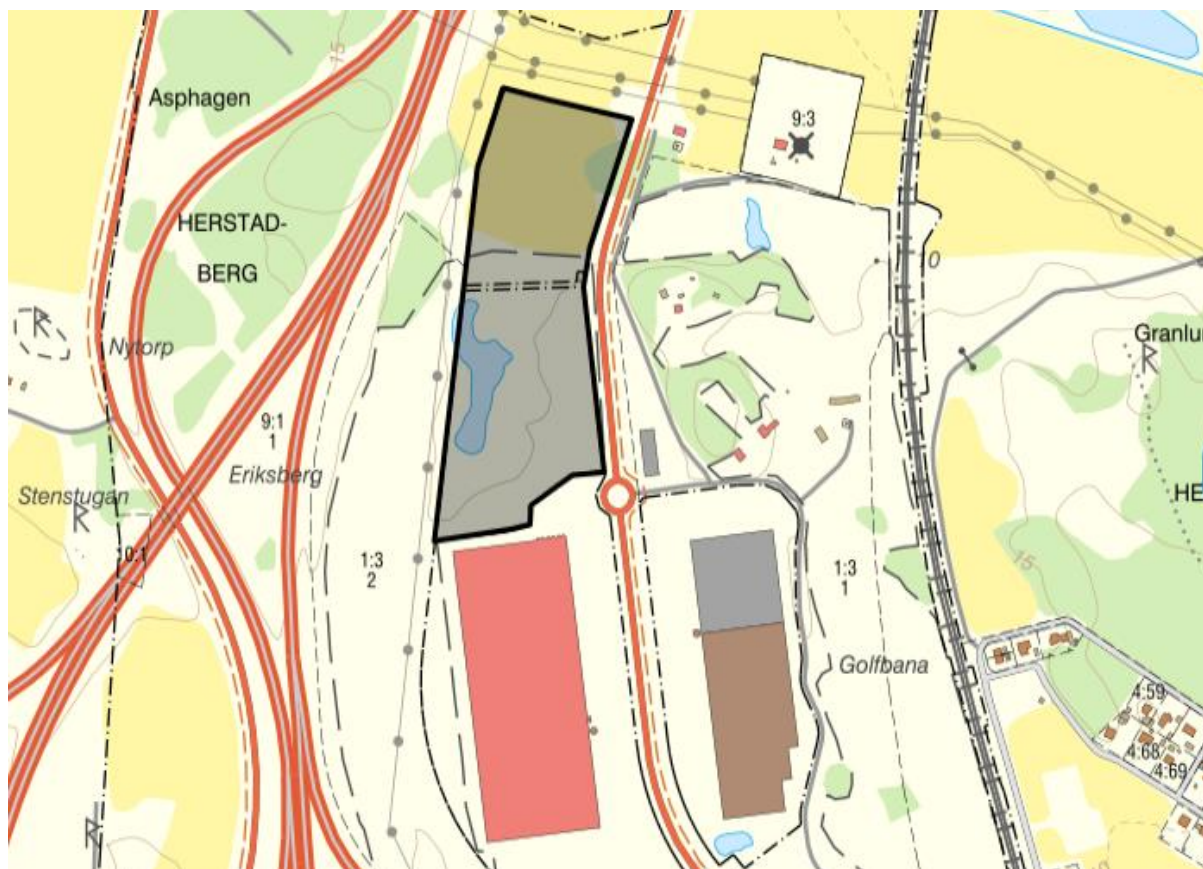 15
Asphagen
9:3
HERSTAD-
BERG
0
Granlu
Nytorp
9:1
1
Eriksberg
Stenstugan
HE
0:1
1:3
2
1:3
1
15
Golfbana
4:59
4:68
4:69